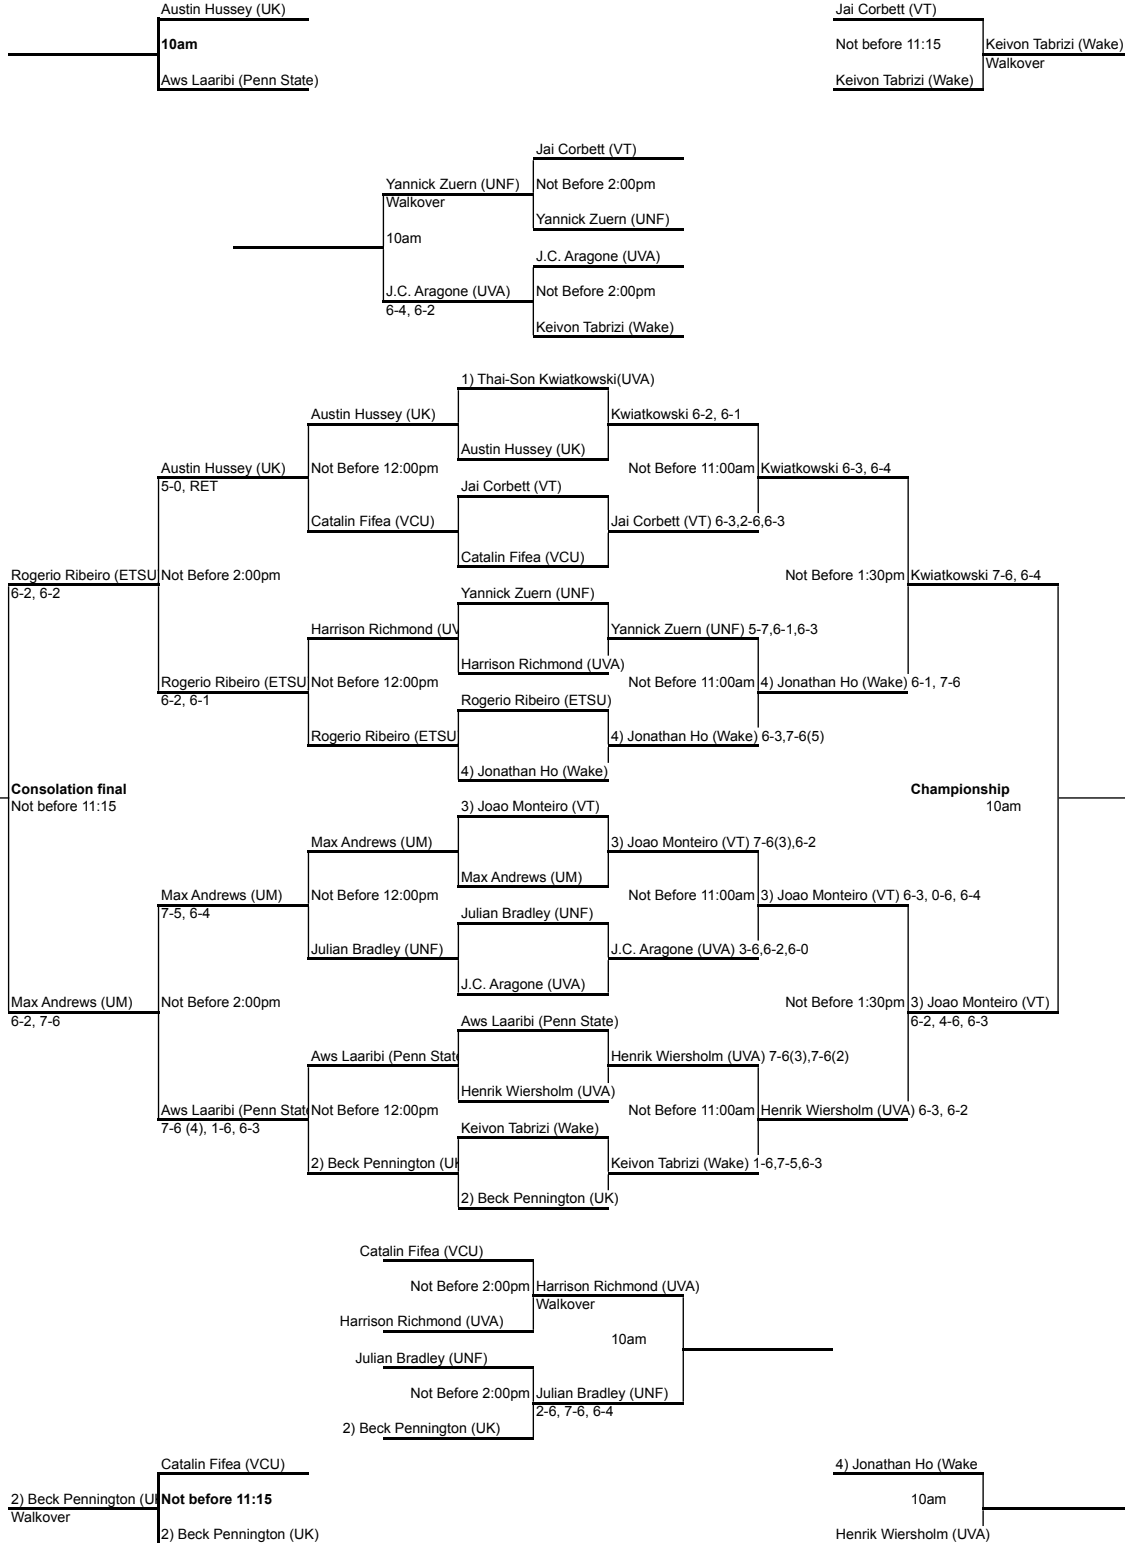 Austin Hussey (UK)
10am
Aws Laaribi (Penn State)
Jai Corbett (VT)
Not before 11:15
Keivon Tabrizi (Wake)
Walkover
Keivon Tabrizi (Wake)
Jai Corbett (VT)
Yannick Zuern (UNF)
Not Before 2:00pm
Walkover
Yannick Zuern (UNF)
10am
J.C. Aragone (UVA)
J.C. Aragone (UVA)
Not Before 2:00pm
6-4, 6-2
Keivon Tabrizi (Wake)
1) Thai-Son Kwiatkowski(UVA)
Austin Hussey (UK)
Kwiatkowski 6-2, 6-1
Austin Hussey (UK)
Austin Hussey (UK)
Not Before 12:00pm
Not Before 11:00am
Kwiatkowski 6-3, 6-4
5-0, RET
Jai Corbett (VT)
Catalin Fifea (VCU)
Jai Corbett (VT) 6-3,2-6,6-3
Catalin Fifea (VCU)
Rogerio Ribeiro (ETSU
Not Before 2:00pm
Not Before 1:30pm
Kwiatkowski 7-6, 6-4
6-2, 6-2
Yannick Zuern (UNF)
Harrison Richmond (UV
Yannick Zuern (UNF) 5-7,6-1,6-3
Harrison Richmond (UVA)
Rogerio Ribeiro (ETSU
Not Before 12:00pm
Not Before 11:00am
4) Jonathan Ho (Wake) 6-1, 7-6
6-2, 6-1
Rogerio Ribeiro (ETSU)
Rogerio Ribeiro (ETSU
4) Jonathan Ho (Wake) 6-3,7-6(5)
4) Jonathan Ho (Wake)
Consolation final
Not before 11:15
Championship
10am
3) Joao Monteiro (VT)
Max Andrews (UM)
3) Joao Monteiro (VT) 7-6(3),6-2
Max Andrews (UM)
Max Andrews (UM)
Not Before 12:00pm
Not Before 11:00am
3) Joao Monteiro (VT) 6-3, 0-6, 6-4
7-5, 6-4
Julian Bradley (UNF)
Julian Bradley (UNF)
J.C. Aragone (UVA) 3-6,6-2,6-0
J.C. Aragone (UVA)
Max Andrews (UM)
Not Before 2:00pm
Not Before 1:30pm
3) Joao Monteiro (VT)
6-2, 7-6
6-2, 4-6, 6-3
Aws Laaribi (Penn State)
Aws Laaribi (Penn State
Henrik Wiersholm (UVA) 7-6(3),7-6(2)
Henrik Wiersholm (UVA)
Aws Laaribi (Penn State
Not Before 12:00pm
Not Before 11:00am
Henrik Wiersholm (UVA) 6-3, 6-2
7-6 (4), 1-6, 6-3
Keivon Tabrizi (Wake)
2) Beck Pennington (UK
Keivon Tabrizi (Wake) 1-6,7-5,6-3
2) Beck Pennington (UK)
Catalin Fifea (VCU)
Not Before 2:00pm
Harrison Richmond (UVA)
Walkover
Harrison Richmond (UVA)
10am
Julian Bradley (UNF)
Not Before 2:00pm
Julian Bradley (UNF)
2-6, 7-6, 6-4
2) Beck Pennington (UK)
Catalin Fifea (VCU)
2) Beck Pennington (UK
Not before 11:15
Walkover
2) Beck Pennington (UK)
4) Jonathan Ho (Wake
10am
Henrik Wiersholm (UVA)